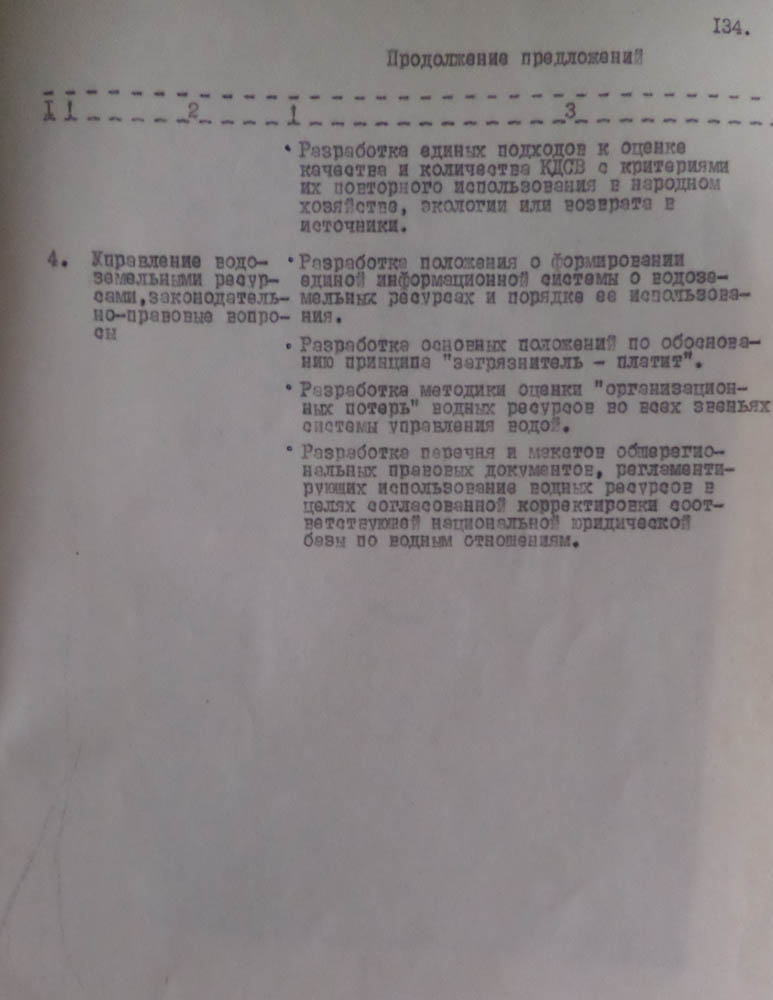 I34.
Продолжение предложений
I 1 2 1 3
• Разработка единых подходов к оценке
качества и количества КДСВ с критериями
их повторного использования в народном
хозяйстве, экологии или возврата в
источники.
4. Управление водо- • Разработка положения о формировании
земельными ресур- единой информационной системы о водозе-
сами,законодатель- мельных ресурсах и порядке ее использова-
но-правовые вопро- ния.
сы
• Разработка основных положений по обоснова-
нию принципа "загрязнитель - платит".
• Разработка методики оценки "организацион-
ных потерь" водных ресурсов во всех звеньях
системы управления водой.
• Разработка перечня и макетов общерегио-
нальных правовых документов, регламенти-
рующих использование водных ресурсов в
целях согласованной корректировки соот-
ветствующей национальной юридической
базы по водным отношениям.